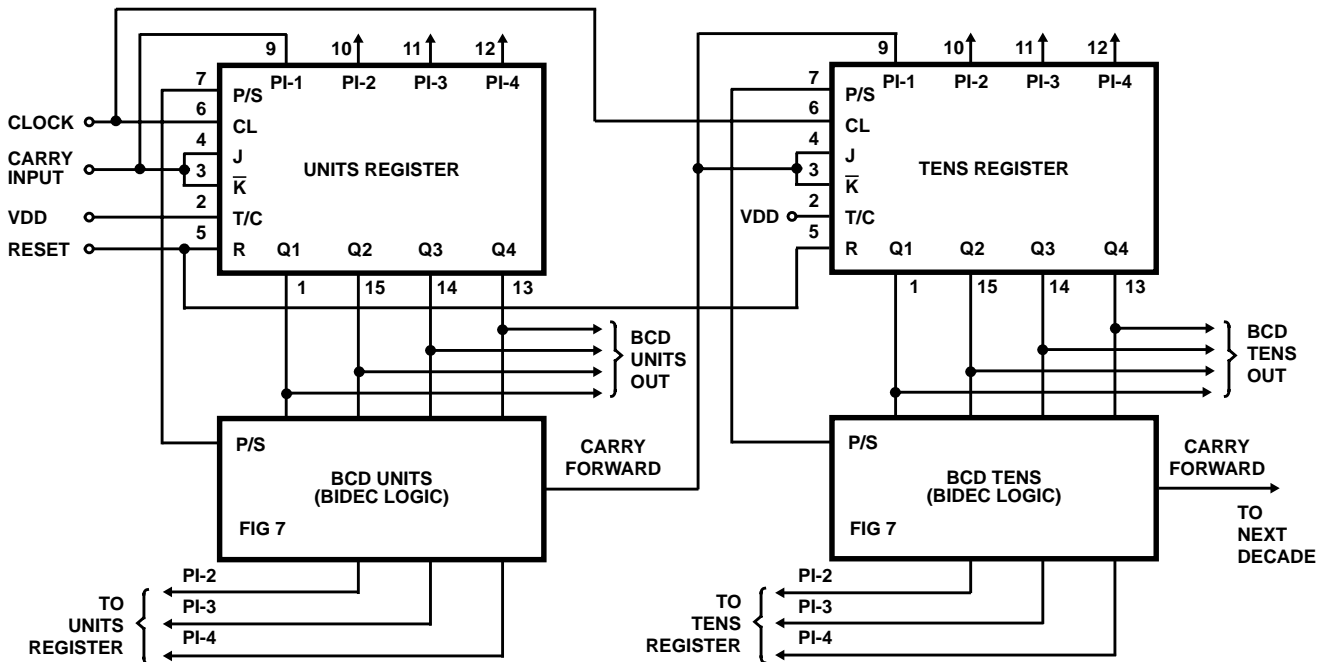 9
10
11
12
7
PI-1
PI-2
PI-3
PI-4
P/S
6
CLOCK
CL
4
J
CARRY
INPUT
3
K̅
UNITS REGISTER
2
VDD
T/C
5
RESET
R
Q1
Q2
Q3
Q4
1
15
14
13
BCD
UNITS
OUT
P/S
BCD UNITS
(BIDEC LOGIC)
FIG 7
CARRY
FORWARD
PI-2
PI-3
PI-4
TO
UNITS
REGISTER
9
10
11
12
7
PI-1
PI-2
PI-3
PI-4
P/S
6
CL
4
J
3
K̅
TENS REGISTER
2
VDD
T/C
5
R
Q1
Q2
Q3
Q4
1
15
14
13
BCD
TENS
OUT
P/S
BCD TENS
(BIDEC LOGIC)
FIG 7
CARRY
FORWARD
TO
NEXT
DECADE
PI-2
PI-3
PI-4
TO
TENS
REGISTER